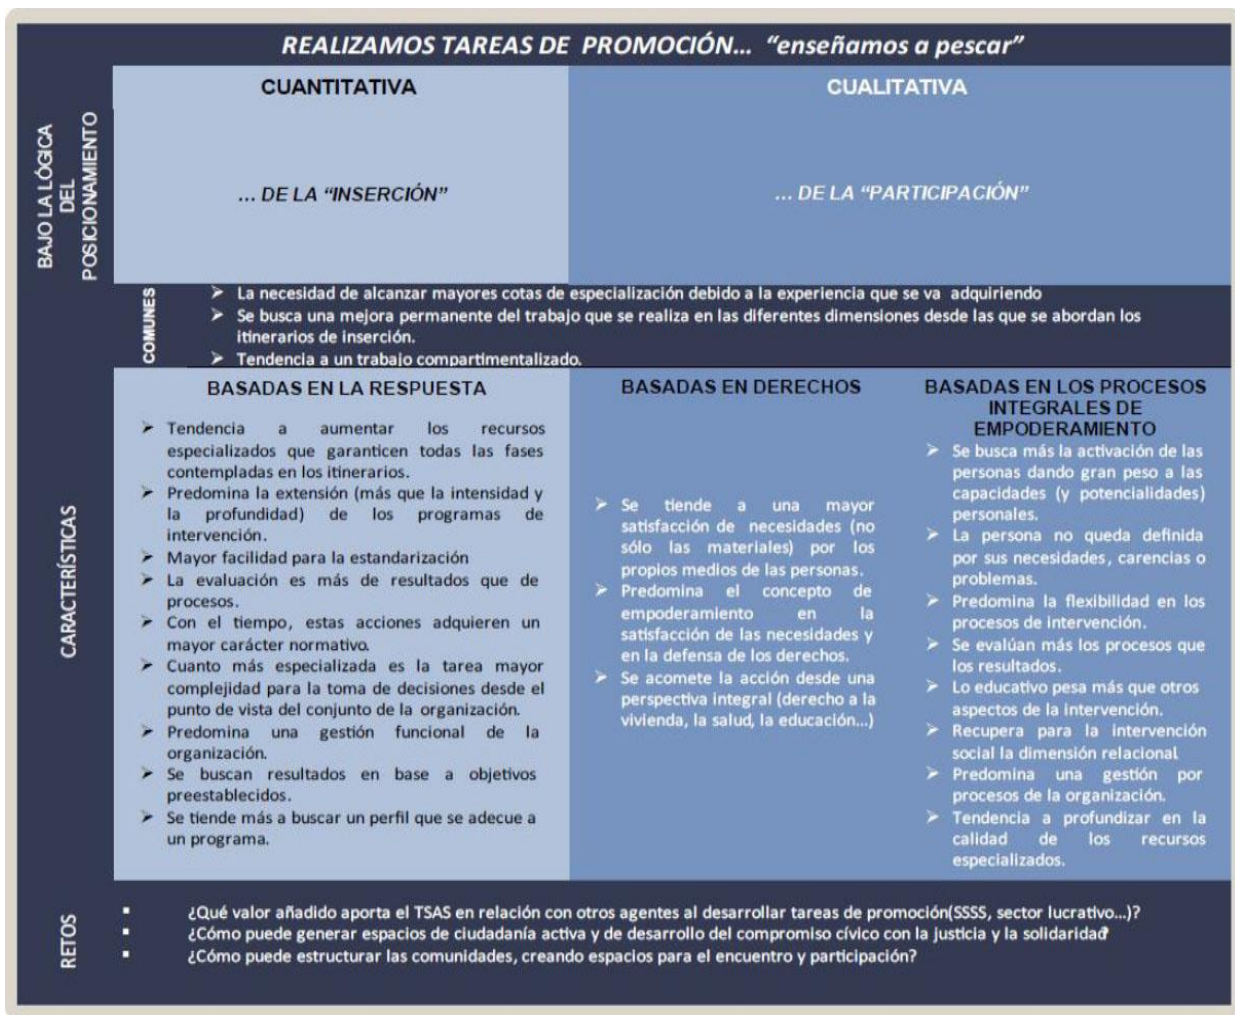 REALIZAMOS TAREAS DE PROMOCIÓN... “enseñamos a pescar”
BAJO LA LÓGICA
DEL
POSICIONAMIENTO
CUANTITATIVA
... DE LA “INSERCIÓN”
CUALITATIVA
... DE LA “PARTICIPACIÓN”
CARACTERÍSTICAS
COMUNES
➢ La necesidad de alcanzar mayores cotas de especialización debido a la experiencia que se va adquiriendo
➢ Se busca una mejora permanente del trabajo que se realiza en las diferentes dimensiones desde las que se abordan los
itinerarios de inserción.
➢ Tendencia a un trabajo compartimentalizado.
BASADAS EN LA RESPUESTA
➢ Tendencia a aumentar los recursos
especializados que garanticen todas las fases
contempladas en los itinerarios.
➢ Predomina la extensión (más que la intensidad y
la profundidad) de los programas de
intervención.
➢ Mayor facilidad para la estandarización
➢ La evaluación es más de resultados que de
procesos.
➢ Con el tiempo, estas acciones adquieren un
mayor carácter normativo.
➢ Cuanto más especializada es la tarea mayor
complejidad para la toma de decisiones desde el
punto de vista del conjunto de la organización.
➢ Predomina una gestión funcional de la
organización.
➢ Se buscan resultados en base a objetivos
preestablecidos.
➢ Se tiende más a buscar un perfil que se adecue a
un programa.
BASADAS EN DERECHOS
➢ Se tiende a una mayor
satisfacción de necesidades (no
sólo las materiales) por los
propios medios de las personas.
➢ Predomina el concepto de
empoderamiento en la
satisfacción de las necesidades y
en la defensa de los derechos.
➢ Se acomete la acción desde una
perspectiva integral (derecho a la
vivienda, la salud, la educación...)
BASADAS EN LOS PROCESOS
INTEGRALES DE
EMPODERAMIENTO
➢ Se busca más la activación de las
personas dando gran peso a las
capacidades (y potencialidades)
personales.
➢ La persona no queda definida
por sus necesidades, carencias o
problemas.
➢ Predomina la flexibilidad en los
procesos de intervención.
➢ Se evalúan más los procesos que
los resultados.
➢ Lo educativo pesa más que otros
aspectos de la intervención.
➢ Recupera para la intervención
social la dimensión relacional
➢ Predomina una gestión por
procesos de la organización.
➢ Tendencia a profundizar en la
calidad de los recursos
especializados.
RETOS
▪ ¿Qué valor añadido aporta el TSAS en relación con otros agentes al desarrollar tareas de promoción(SSSS, sector lucrativo...)?
▪ ¿Cómo puede generar espacios de ciudadanía activa y de desarrollo del compromiso cívico con la justicia y la solidaridad?
▪ ¿Cómo puede estructurar las comunidades, creando espacios para el encuentro y participación?